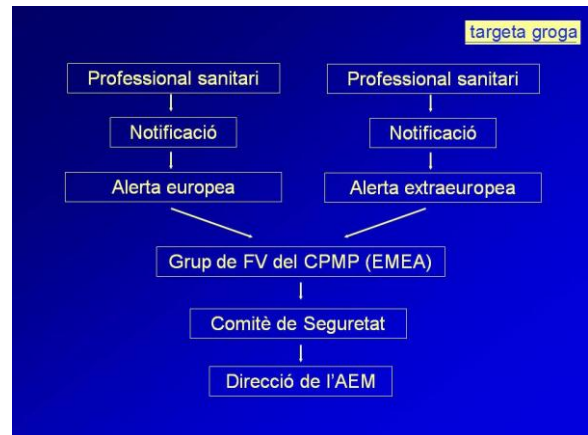 targeta groga
Professional sanitari
Professional sanitari
Notificació
Notificació
Alerta europea
Alerta extraeuropea
Grup de FV del CPMP (EMEA)
Comitè de Seguretat
Direcció de l'AEM